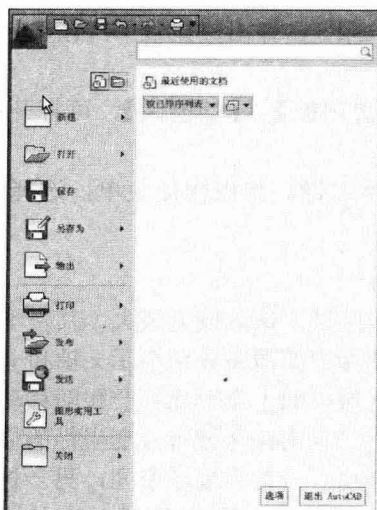 最近使用的文档
按已排序列表
新建
打开
保存
另存为
输出
打印
发布
发送
图形实用工
具
关闭
选项
退出 AutoCAD